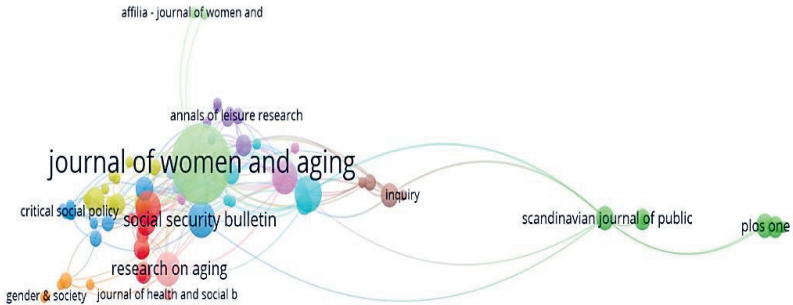 affilia - journal of women and
annals of leisure research
journal of women and aging
inquiry
critical social policy
social security bulletin
scandinavian journal of public
plos one
research on aging
gender & society
journal of health and social b